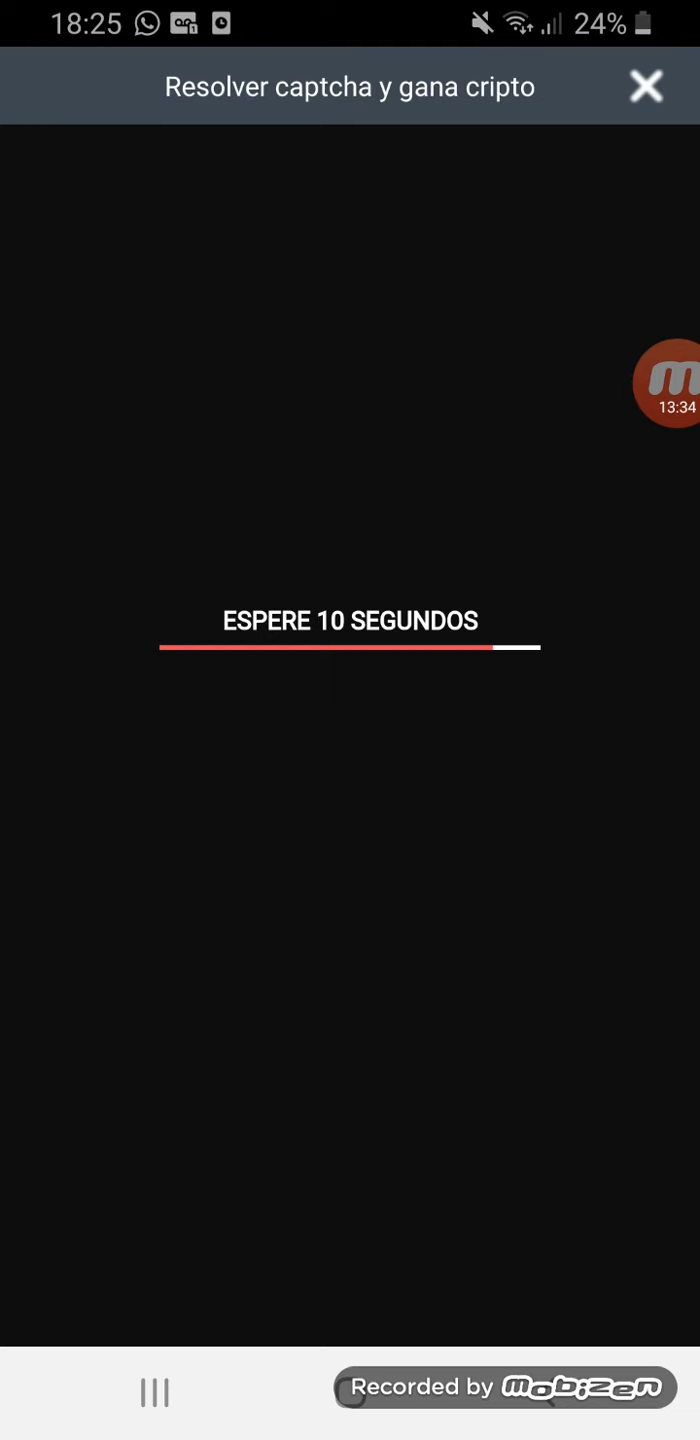 18:25 24%
Resolver captcha y gana cripto
m
13:34
ESPERE 10 SEGUNDOS
Recorded by mobizen